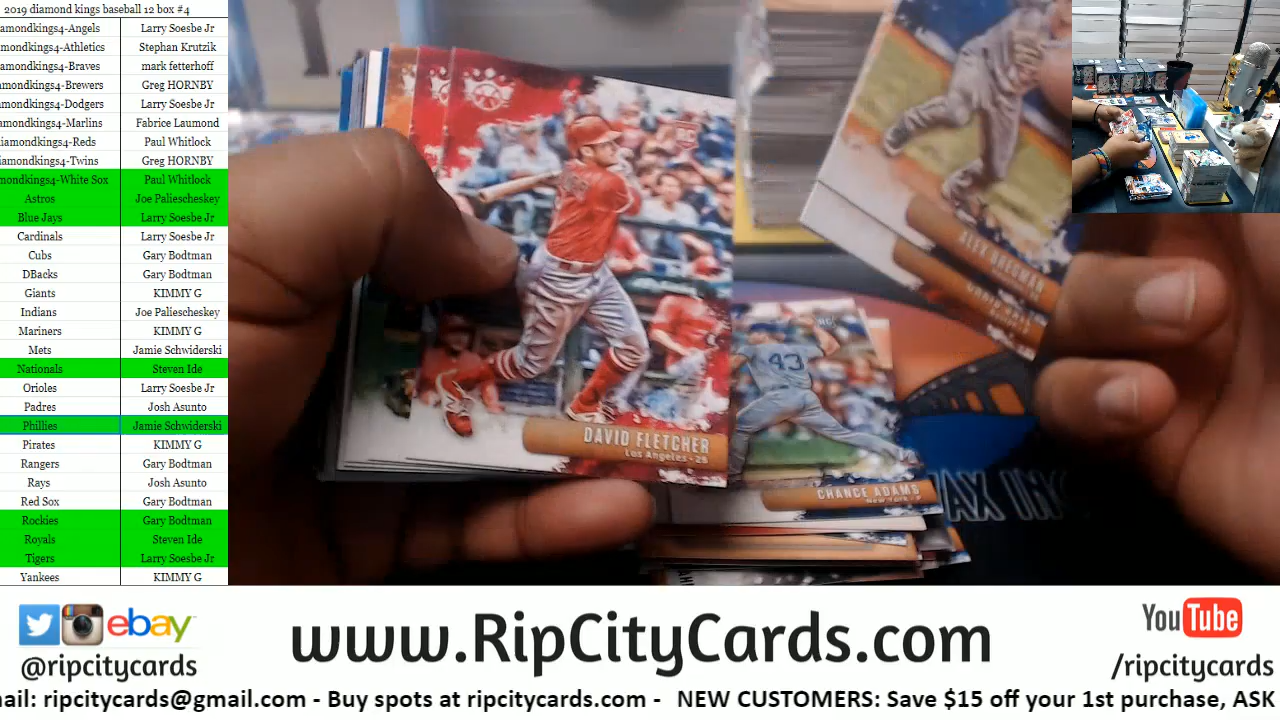 2019 diamond kings baseball 12 box #4
amondkings4-Angels Larry Soesbe Jr
amondkings4-Athletics Stephan Krutzik
amondkings4-Braves mark fetterhoff
amondkings4-Brewers Greg HORNBY
amondkings4-Dodgers Larry Soesbe Jr
amondkings4-Marlins Fabrice Laumond
iamondkings4-Reds Paul Whitlock
iamondkings4-Twins Greg HORNBY
mondkings4-White Sox Paul Whitlock
Astros Joe Paliescheskey
Blue Jays Larry Soesbe Jr
Cardinals Larry Soesbe Jr
Cubs Gary Bodtman
DBacks Gary Bodtman
Giants KIMMY G
Indians Joe Paliescheskey
Mariners KIMMY G
Mets Jamie Schwiderski
Nationals Steven Ide
Orioles Larry Soesbe Jr
Padres Josh Asunto
Phillies Jamie Schwiderski
Pirates KIMMY G
Rangers Gary Bodtman
Rays Josh Asunto
Red Sox Gary Bodtman
Rockies Gary Bodtman
Royals Steven Ide
Tigers Larry Soesbe Jr
Yankees KIMMY G
ALEX BREGMAN
43
DAVID FLETCHER
Los Angeles • 2B
CHANCE ADAMS
New York • P
ebay
@ripcitycards
www.RipCityCards.com
YouTube
/ripcitycards
nail: ripcitycards@gmail.com - Buy spots at ripcitycards.com - NEW CUSTOMERS: Save $15 off your 1st purchase, ASK